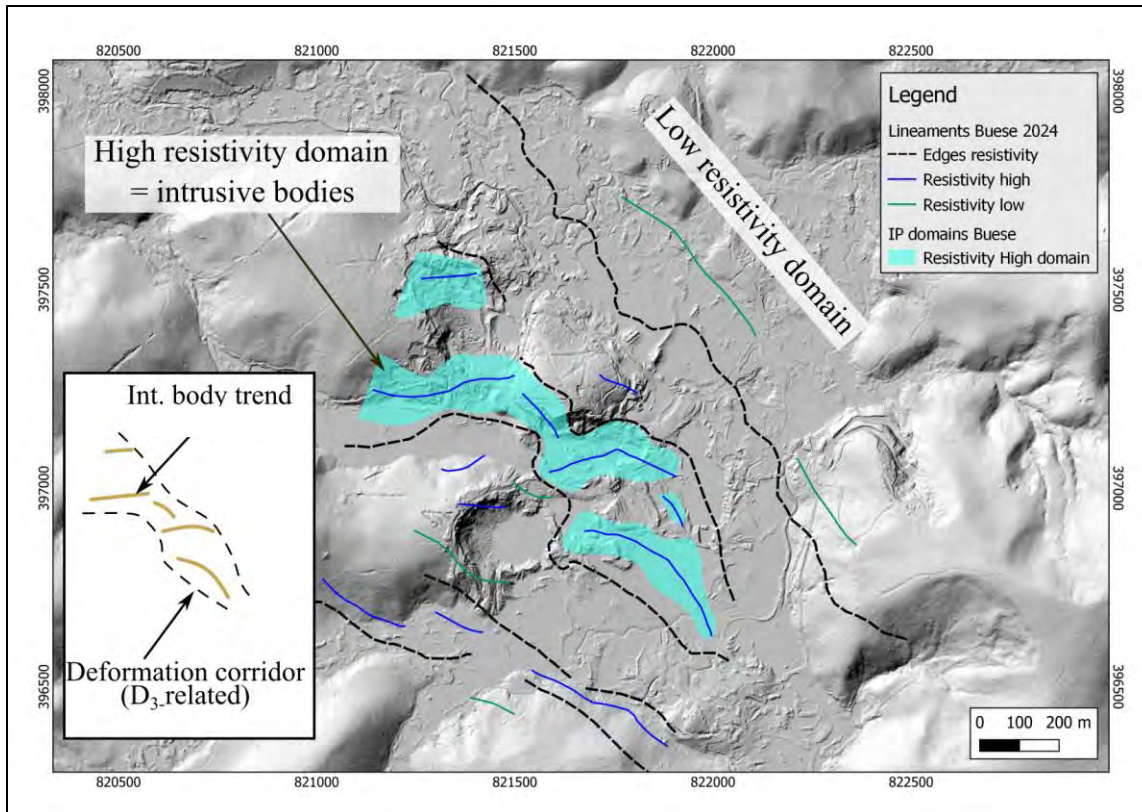 820500 821000 821500 822000 822500
398000
397500
397000
396500
398000
397500
397000
396500
High resistivity domain
= intrusive bodies
Low resistivity domain
Legend
Lineaments Buese 2024
Edges resistivity
Resistivity high
Resistivity low
IP domains Buese
Resistivity High domain
Int. body trend
Deformation corridor
(D3-related)
0 100 200 m
820500 821000 821500 822000 822500